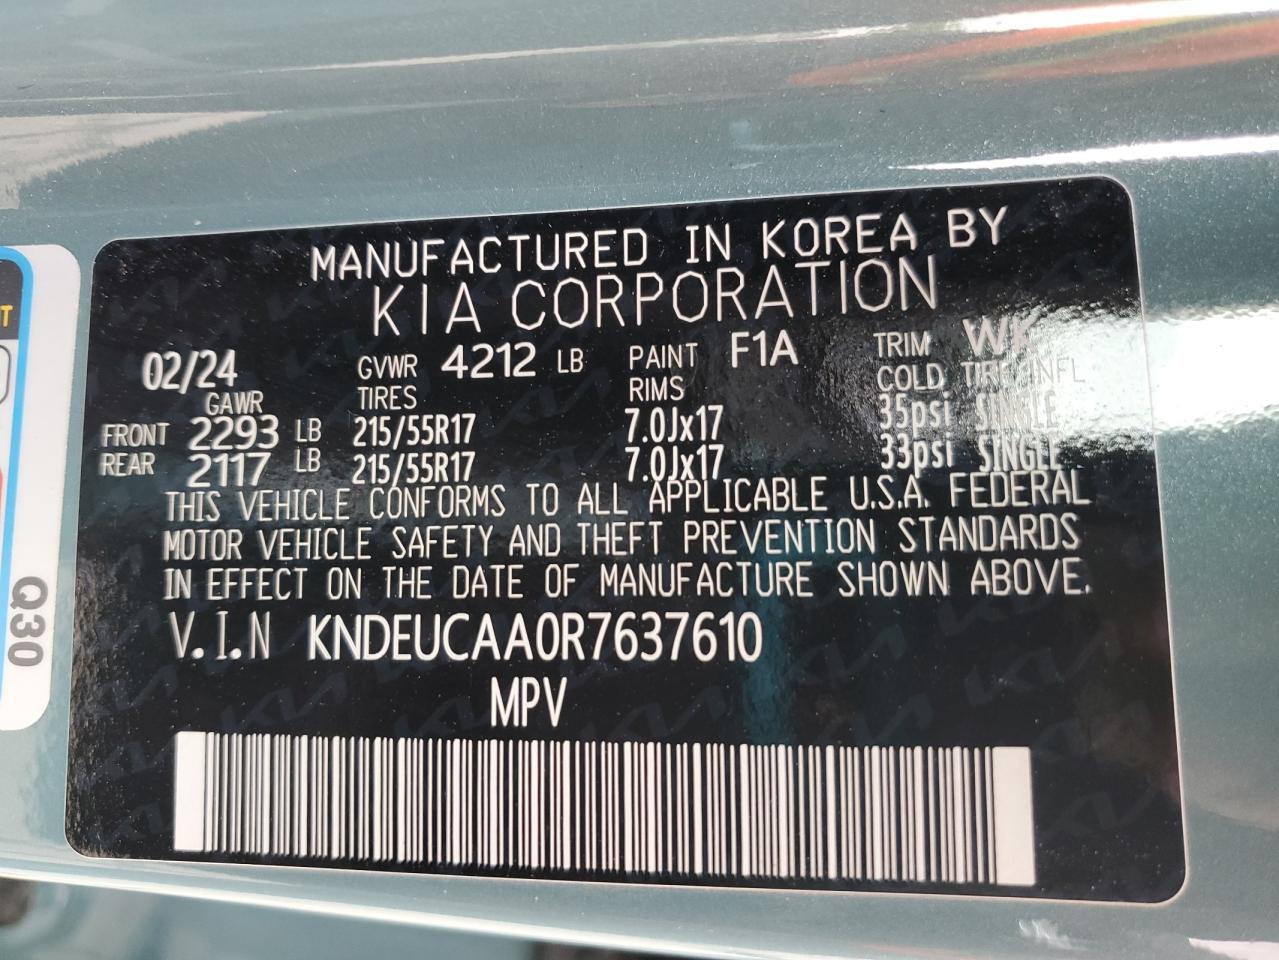 MANUFACTURED IN KOREA BY
KIA CORPORATION
02/24 GVWR 4212 LB PAINT F1A TRIM WK
GAWR TIRES RIMS COLD TIRE INFL
FRONT 2293 LB 215/55R17 7.0Jx17 35psi SINGLE
REAR 2117 LB 215/55R17 7.0Jx17 33psi SINGLE
THIS VEHICLE CONFORMS TO ALL APPLICABLE U.S.A. FEDERAL
MOTOR VEHICLE SAFETY AND THEFT PREVENTION STANDARDS
IN EFFECT ON THE DATE OF MANUFACTURE SHOWN ABOVE.
V.I.N KNDEUCAA0R7637610
MPV
Q30